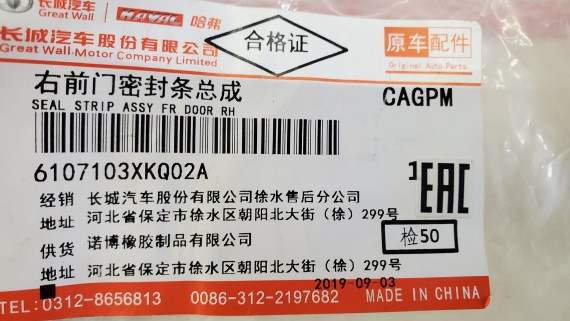 长城汽车 HAVAL 哈弗
Great Wall
长城汽车股份有限公司
Great Wall Motor Company Limited
合格证
原车配件
Original Auto Parts
右前门密封条总成
SEAL STRIP ASSY FR DOOR RH
CAGPM
6107103XKQ02A
经销 长城汽车股份有限公司徐水售后分公司
地址 河北省保定市徐水区朝阳北大街（徐）299号
供货 诺博橡胶制品有限公司
地址 河北省保定市徐水区朝阳北大街（徐）299号
1EAC
检50
2019-09-03
TEL:0312-8656813 0086-312-2197682 MADE IN CHINA